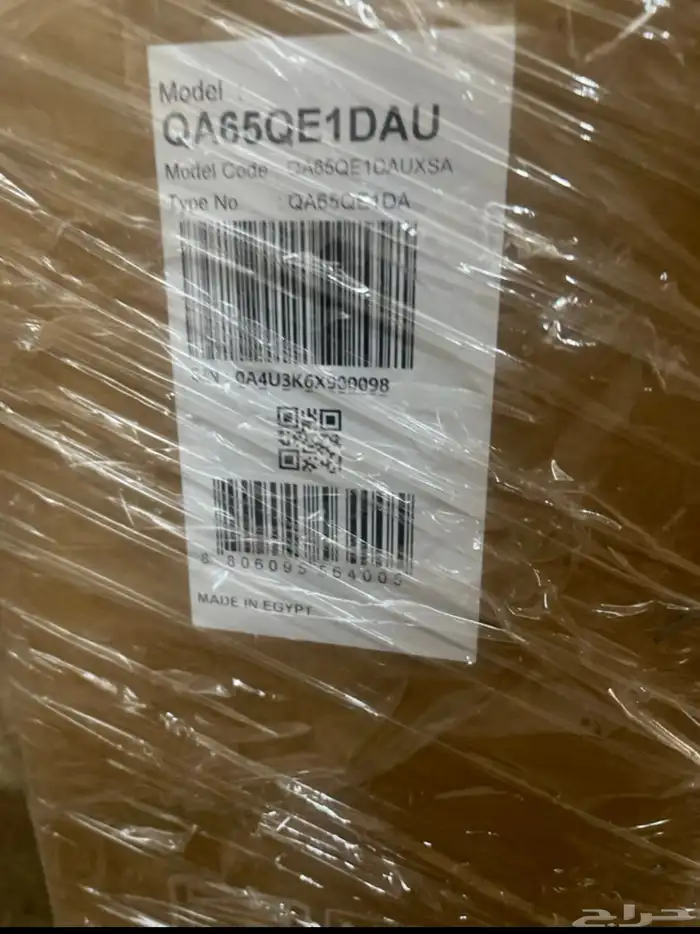 Model :
QA65QE1DAU
Model Code : QA65QE1DAUXSA
Type No : QA65QE1DA
S/N : 0A4U3K6X900098
8 806095 564005
MADE IN EGYPT
حراج